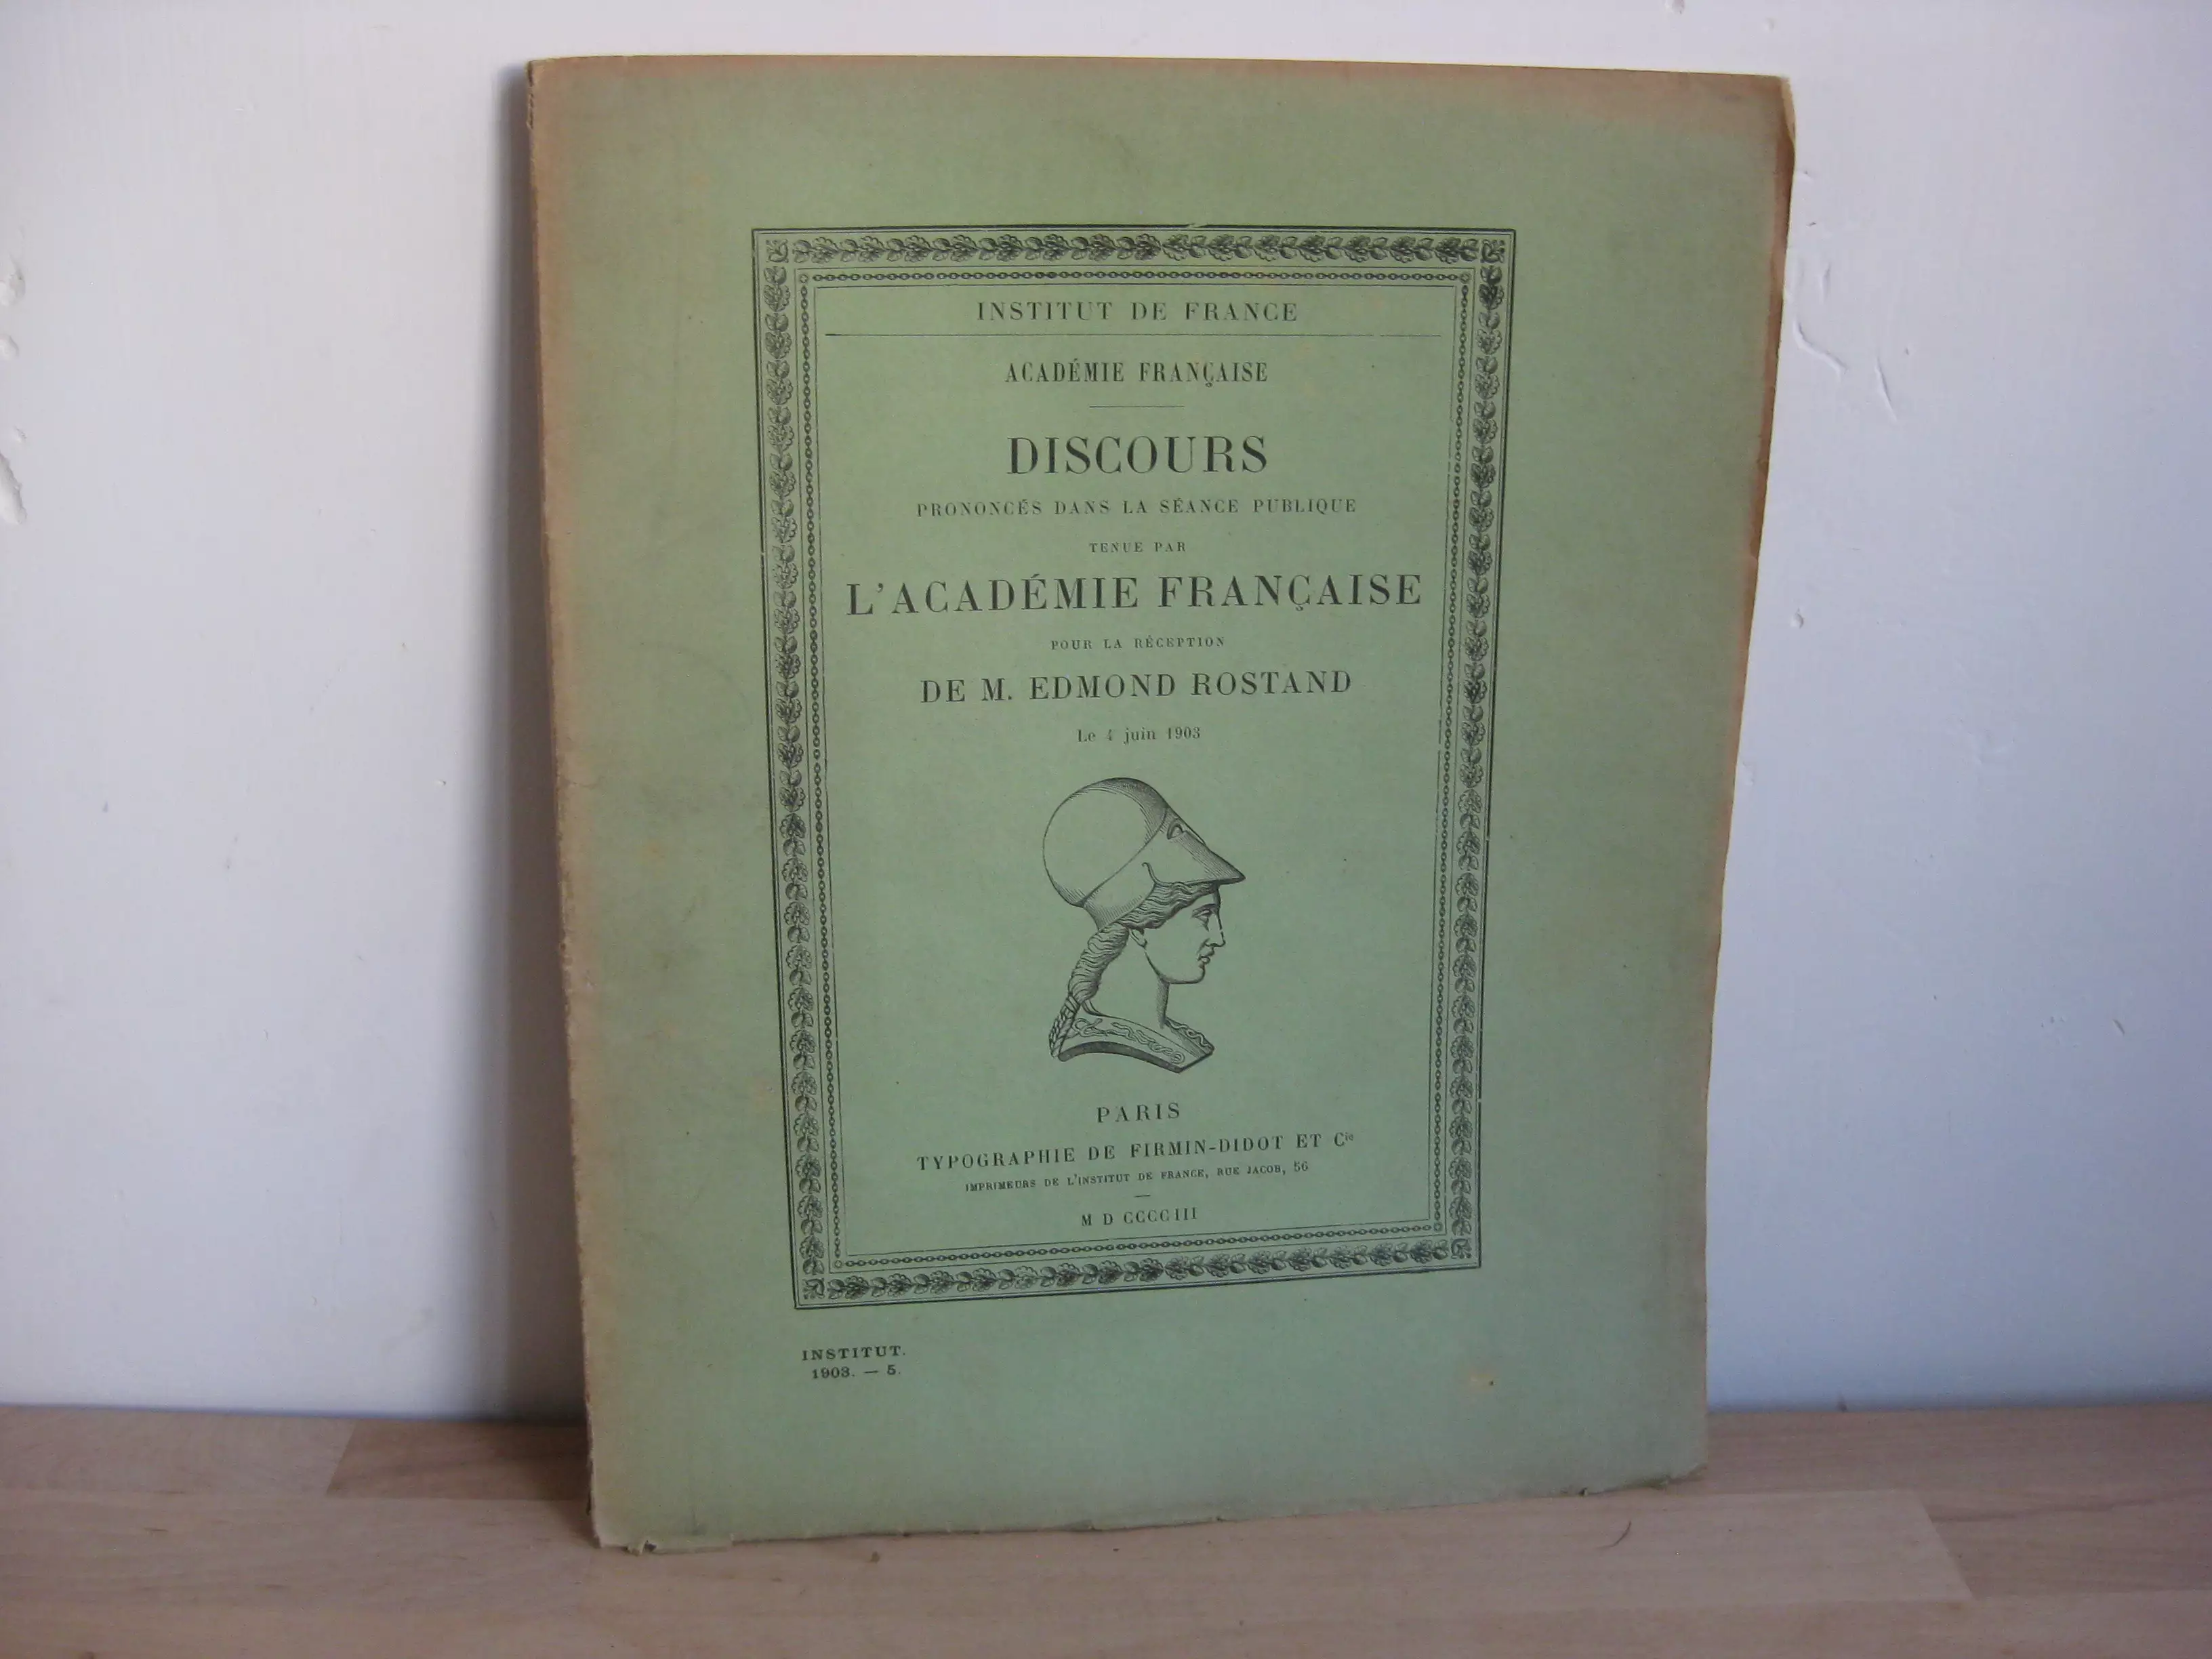 INSTITUT DE FRANCE
ACADÉMIE FRANÇAISE
DISCOURS
PRONONCÉS DANS LA SÉANCE PUBLIQUE
TENUE PAR
L'ACADÉMIE FRANÇAISE
POUR LA RÉCEPTION
DE M. EDMOND ROSTAND
Le 4 juin 1903
PARIS
TYPOGRAPHIE DE FIRMIN-DIDOT ET Cie
IMPRIMEURS DE L'INSTITUT DE FRANCE, RUE JACOB, 56
M D CCCCIII
INSTITUT.
1903. — 5.